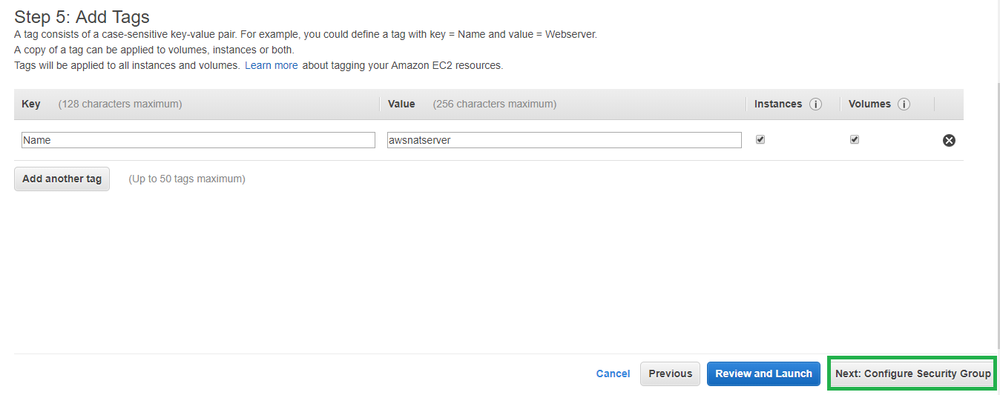 Step 5: Add Tags
A tag consists of a case-sensitive key-value pair. For example, you could define a tag with key = Name and value = Webserver.
A copy of a tag can be applied to volumes, instances or both.
Tags will be applied to all instances and volumes. Learn more about tagging your Amazon EC2 resources.
Key (128 characters maximum) Value (256 characters maximum) Instances i Volumes i
Name awsnatserver
Add another tag (Up to 50 tags maximum)
Cancel Previous Review and Launch Next: Configure Security Group